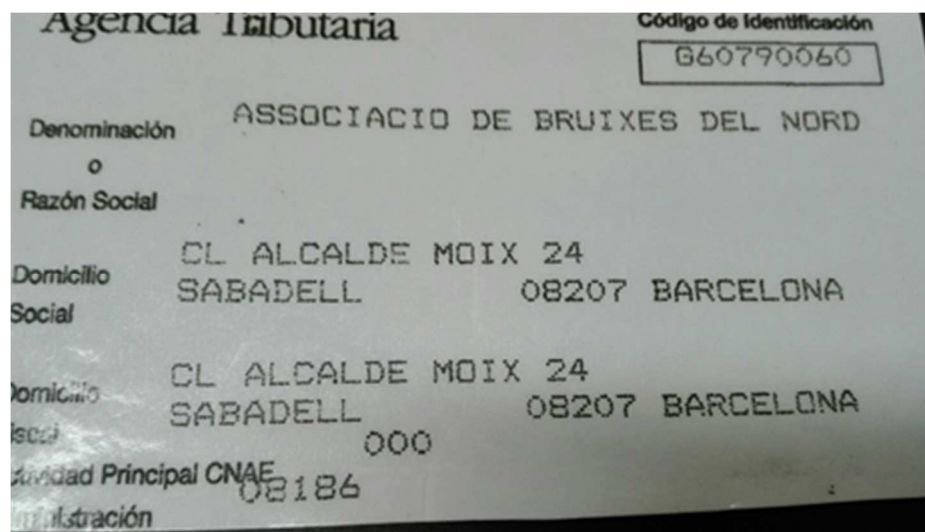 Agencia Tributaria
Código de Identificación
G60790060
Denominación
o
Razón Social
ASSOCIACIO DE BRUIXES DEL NORD
Domicilio
Social
CL ALCALDE MOIX 24
SABADELL 08207 BARCELONA
Domicilio
CL ALCALDE MOIX 24
SABADELL 08207 BARCELONA
000
Principal CNAE
08186